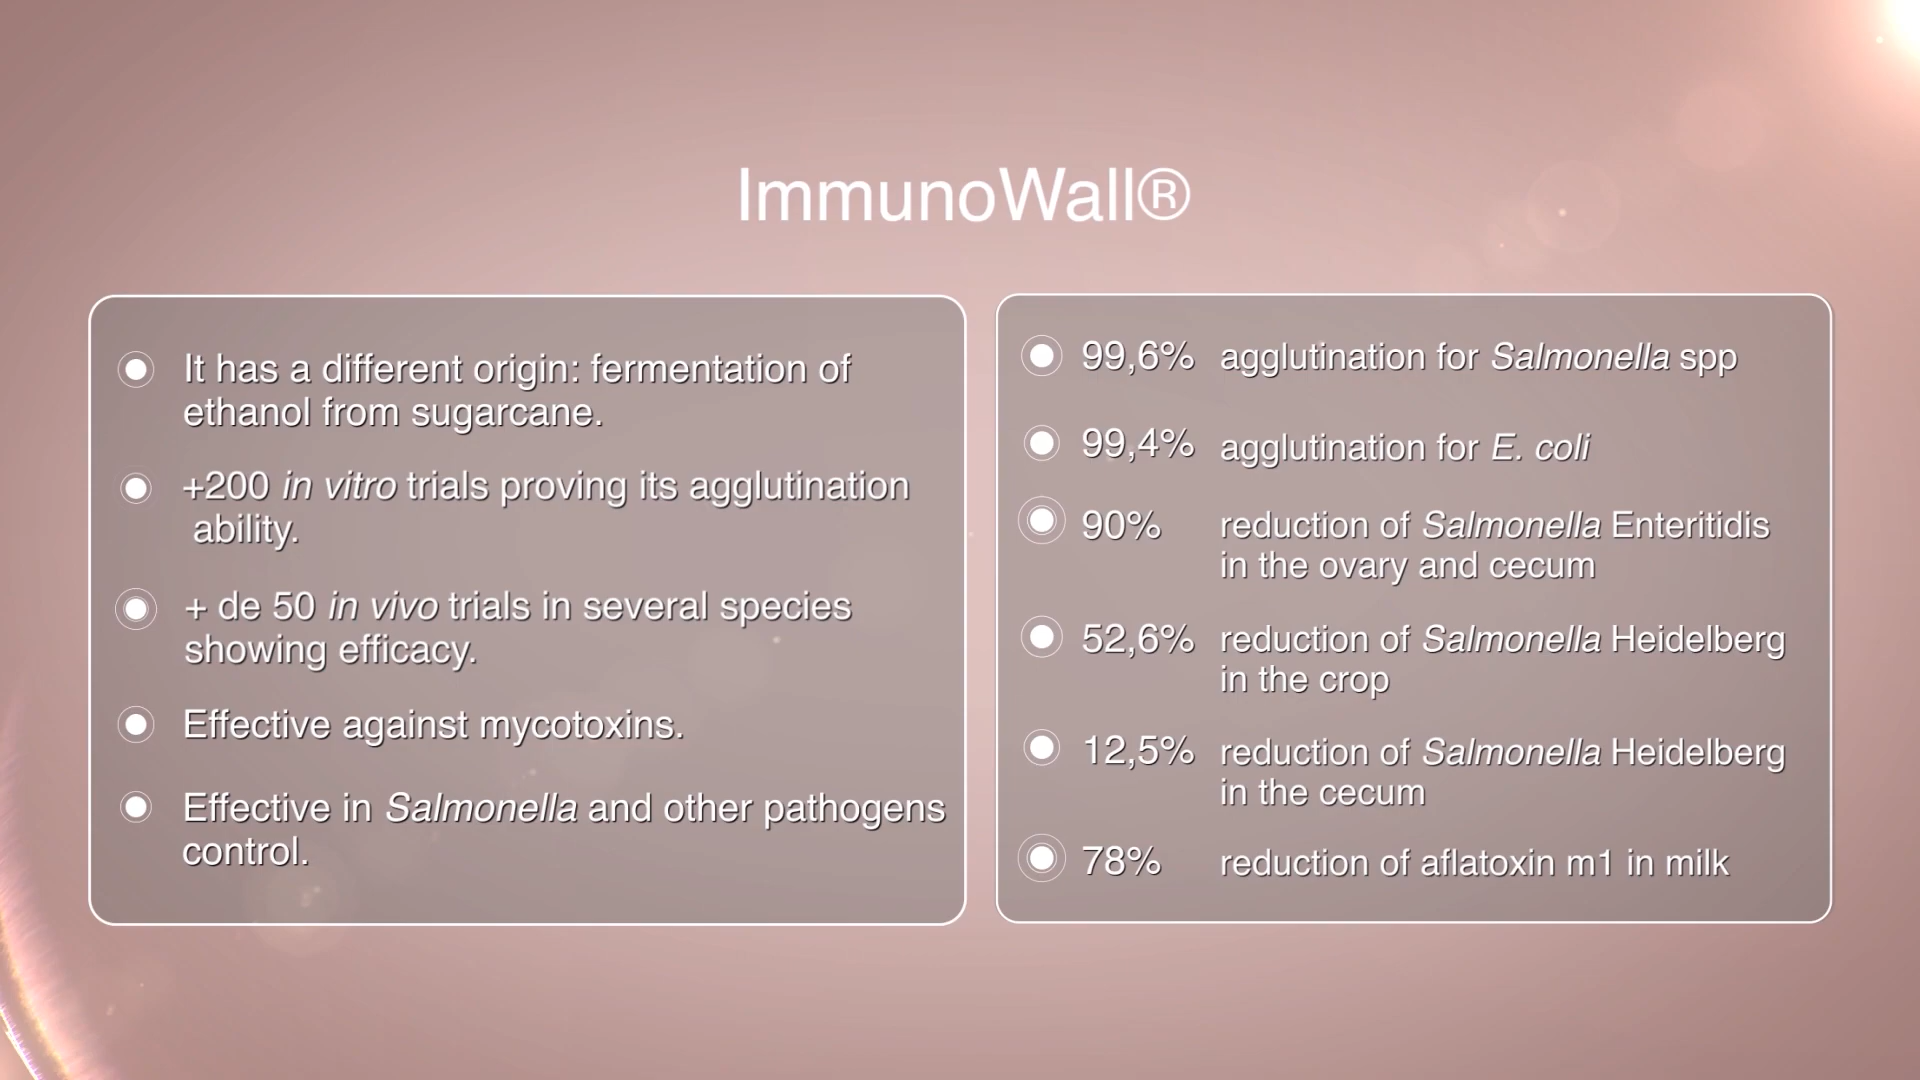 ImmunoWall®
It has a different origin: fermentation of
ethanol from sugarcane.
+200 in vitro trials proving its agglutination
ability.
+ de 50 in vivo trials in several species
showing efficacy.
Effective against mycotoxins.
Effective in Salmonella and other pathogens
control.
99,6% agglutination for Salmonella spp
99,4% agglutination for E. coli
90% reduction of Salmonella Enteritidis
in the ovary and cecum
52,6% reduction of Salmonella Heidelberg
in the crop
12,5% reduction of Salmonella Heidelberg
in the cecum
78% reduction of aflatoxin m1 in milk